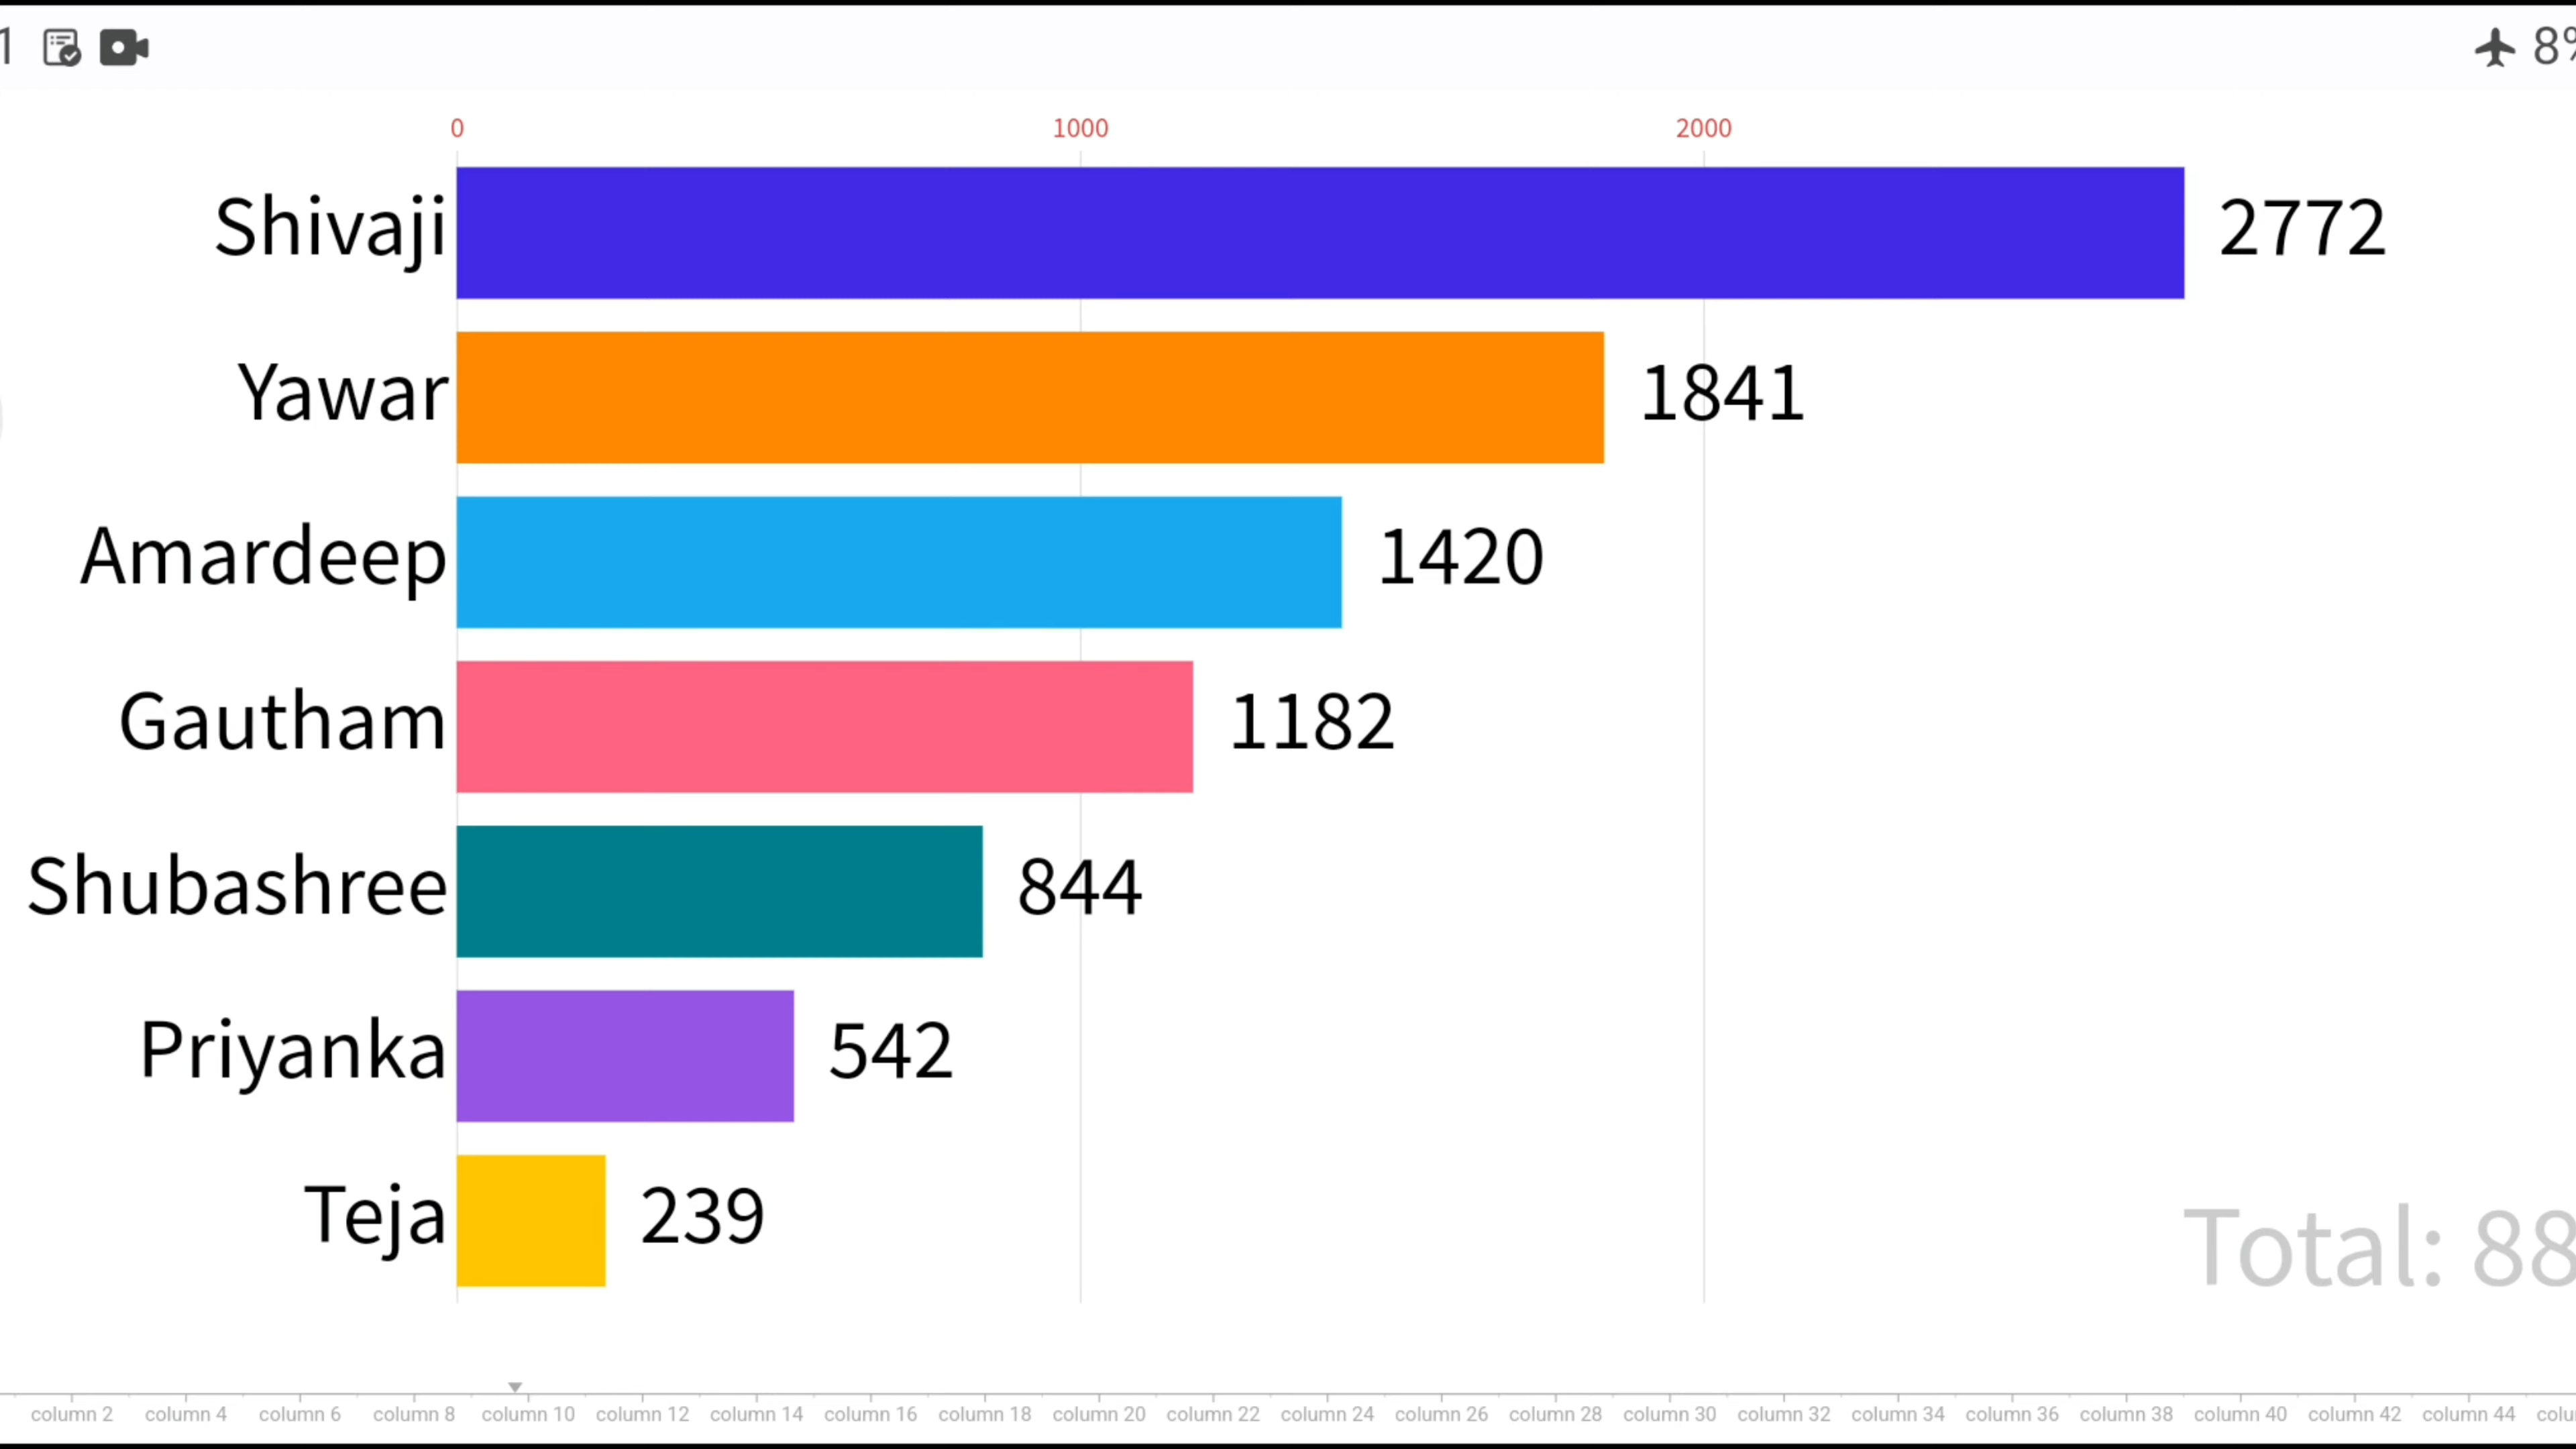 1 8%
0 1000 2000
Shivaji 2772
Yawar 1841
Amardeep 1420
Gautham 1182
Shubashree 844
Priyanka 542
Teja 239
Total: 88
column 2 column 4 column 6 column 8 column 10 column 12 column 14 column 16 column 18 column 20 column 22 column 24 column 26 column 28 column 30 column 32 column 34 column 36 column 38 column 40 column 42 column 44